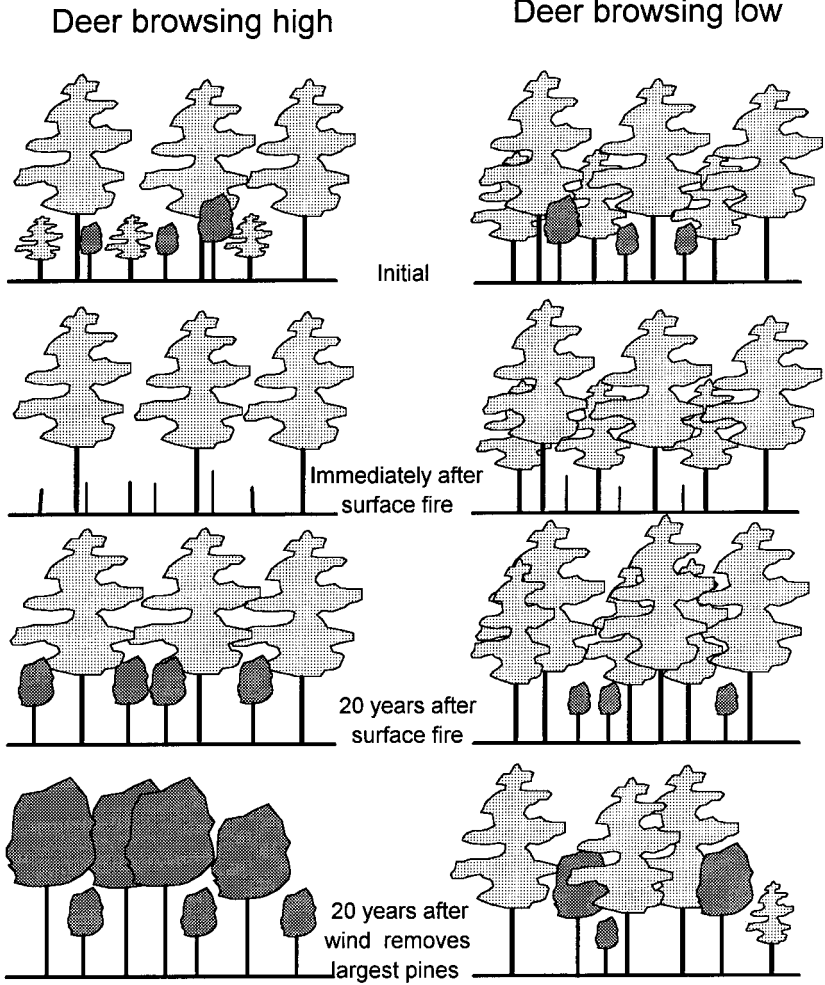 Deer browsing high
Deer browsing low
Initial
Immediately after
surface fire
20 years after
surface fire
20 years after
wind removes
largest pines